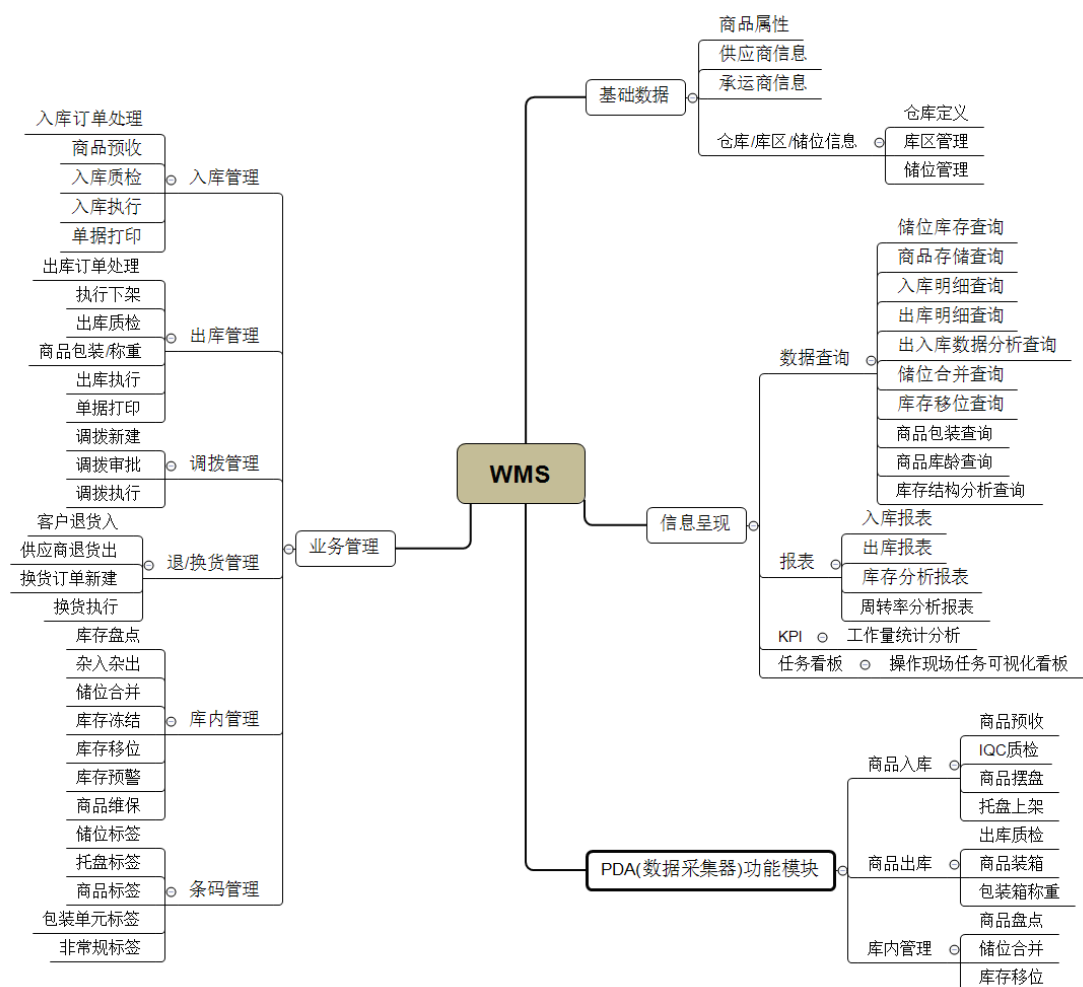 WMS
基础数据
商品属性
供应商信息
承运商信息
仓库/库区/储位信息
仓库定义
库区管理
储位管理
信息呈现
数据查询
储位库存查询
商品存储查询
入库明细查询
出库明细查询
出入库数据分析查询
储位合并查询
库存移位查询
商品包装查询
商品库龄查询
库存结构分析查询
报表
入库报表
出库报表
库存分析报表
周转率分析报表
KPI
工作量统计分析
任务看板
操作现场任务可视化看板
PDA(数据采集器)功能模块
商品入库
商品预收
IQC质检
商品摆盘
托盘上架
商品出库
出库质检
商品装箱
包装箱称重
库内管理
商品盘点
储位合并
库存移位
业务管理
入库管理
入库订单处理
商品预收
入库质检
入库执行
单据打印
出库管理
出库订单处理
执行下架
出库质检
商品包装/称重
出库执行
单据打印
调拨管理
调拨新建
调拨审批
调拨执行
退/换货管理
客户退货入
供应商退货出
换货订单新建
换货执行
库内管理
库存盘点
杂入杂出
储位合并
库存冻结
库存移位
库存预警
商品维保
条码管理
储位标签
托盘标签
商品标签
包装单元标签
非常规标签